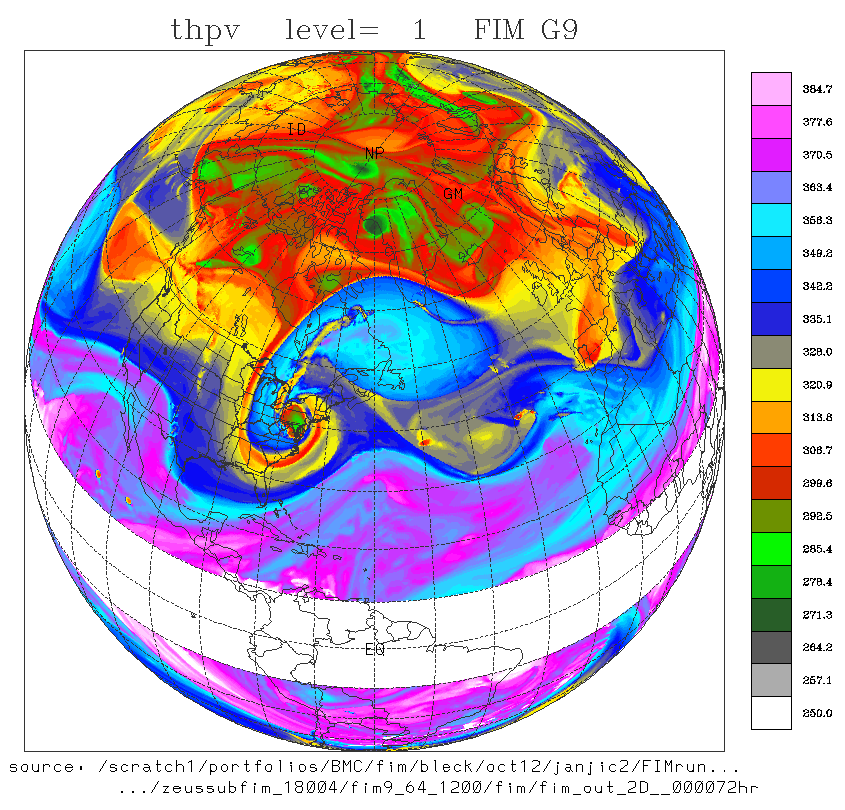 thpv level= 1 FIM G9
ID
NP
GM
EQ
384.7
377.6
370.5
363.4
356.3
349.2
342.2
335.1
328.0
320.9
313.8
306.7
299.6
292.5
285.4
278.4
271.3
264.2
257.1
250.0
source: /scratch1/portfolios/BMC/fim/bleck/oct12/janjic2/FIMrun...
.../zeussubfim_18004/fim9_64_1200/fim/fim_out_2D__000072hr